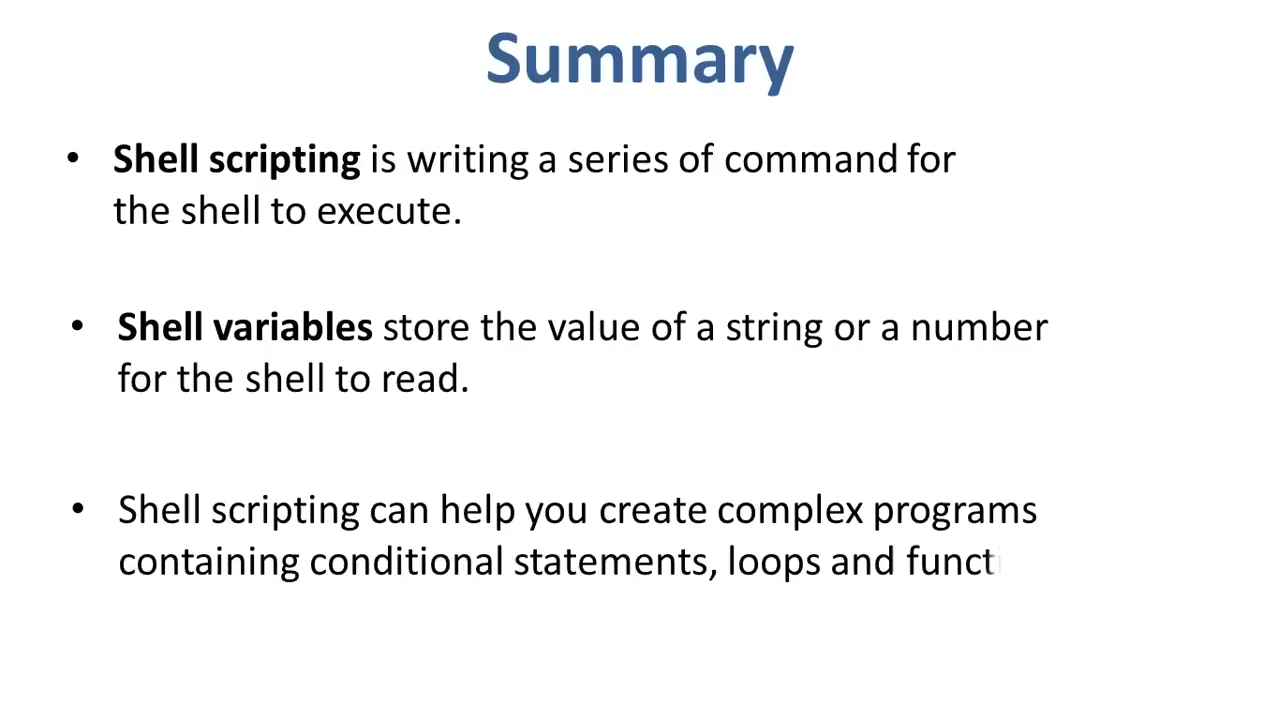 Summary
• Shell scripting is writing a series of command for
the shell to execute.
• Shell variables store the value of a string or a number
for the shell to read.
• Shell scripting can help you create complex programs
containing conditional statements, loops and functi